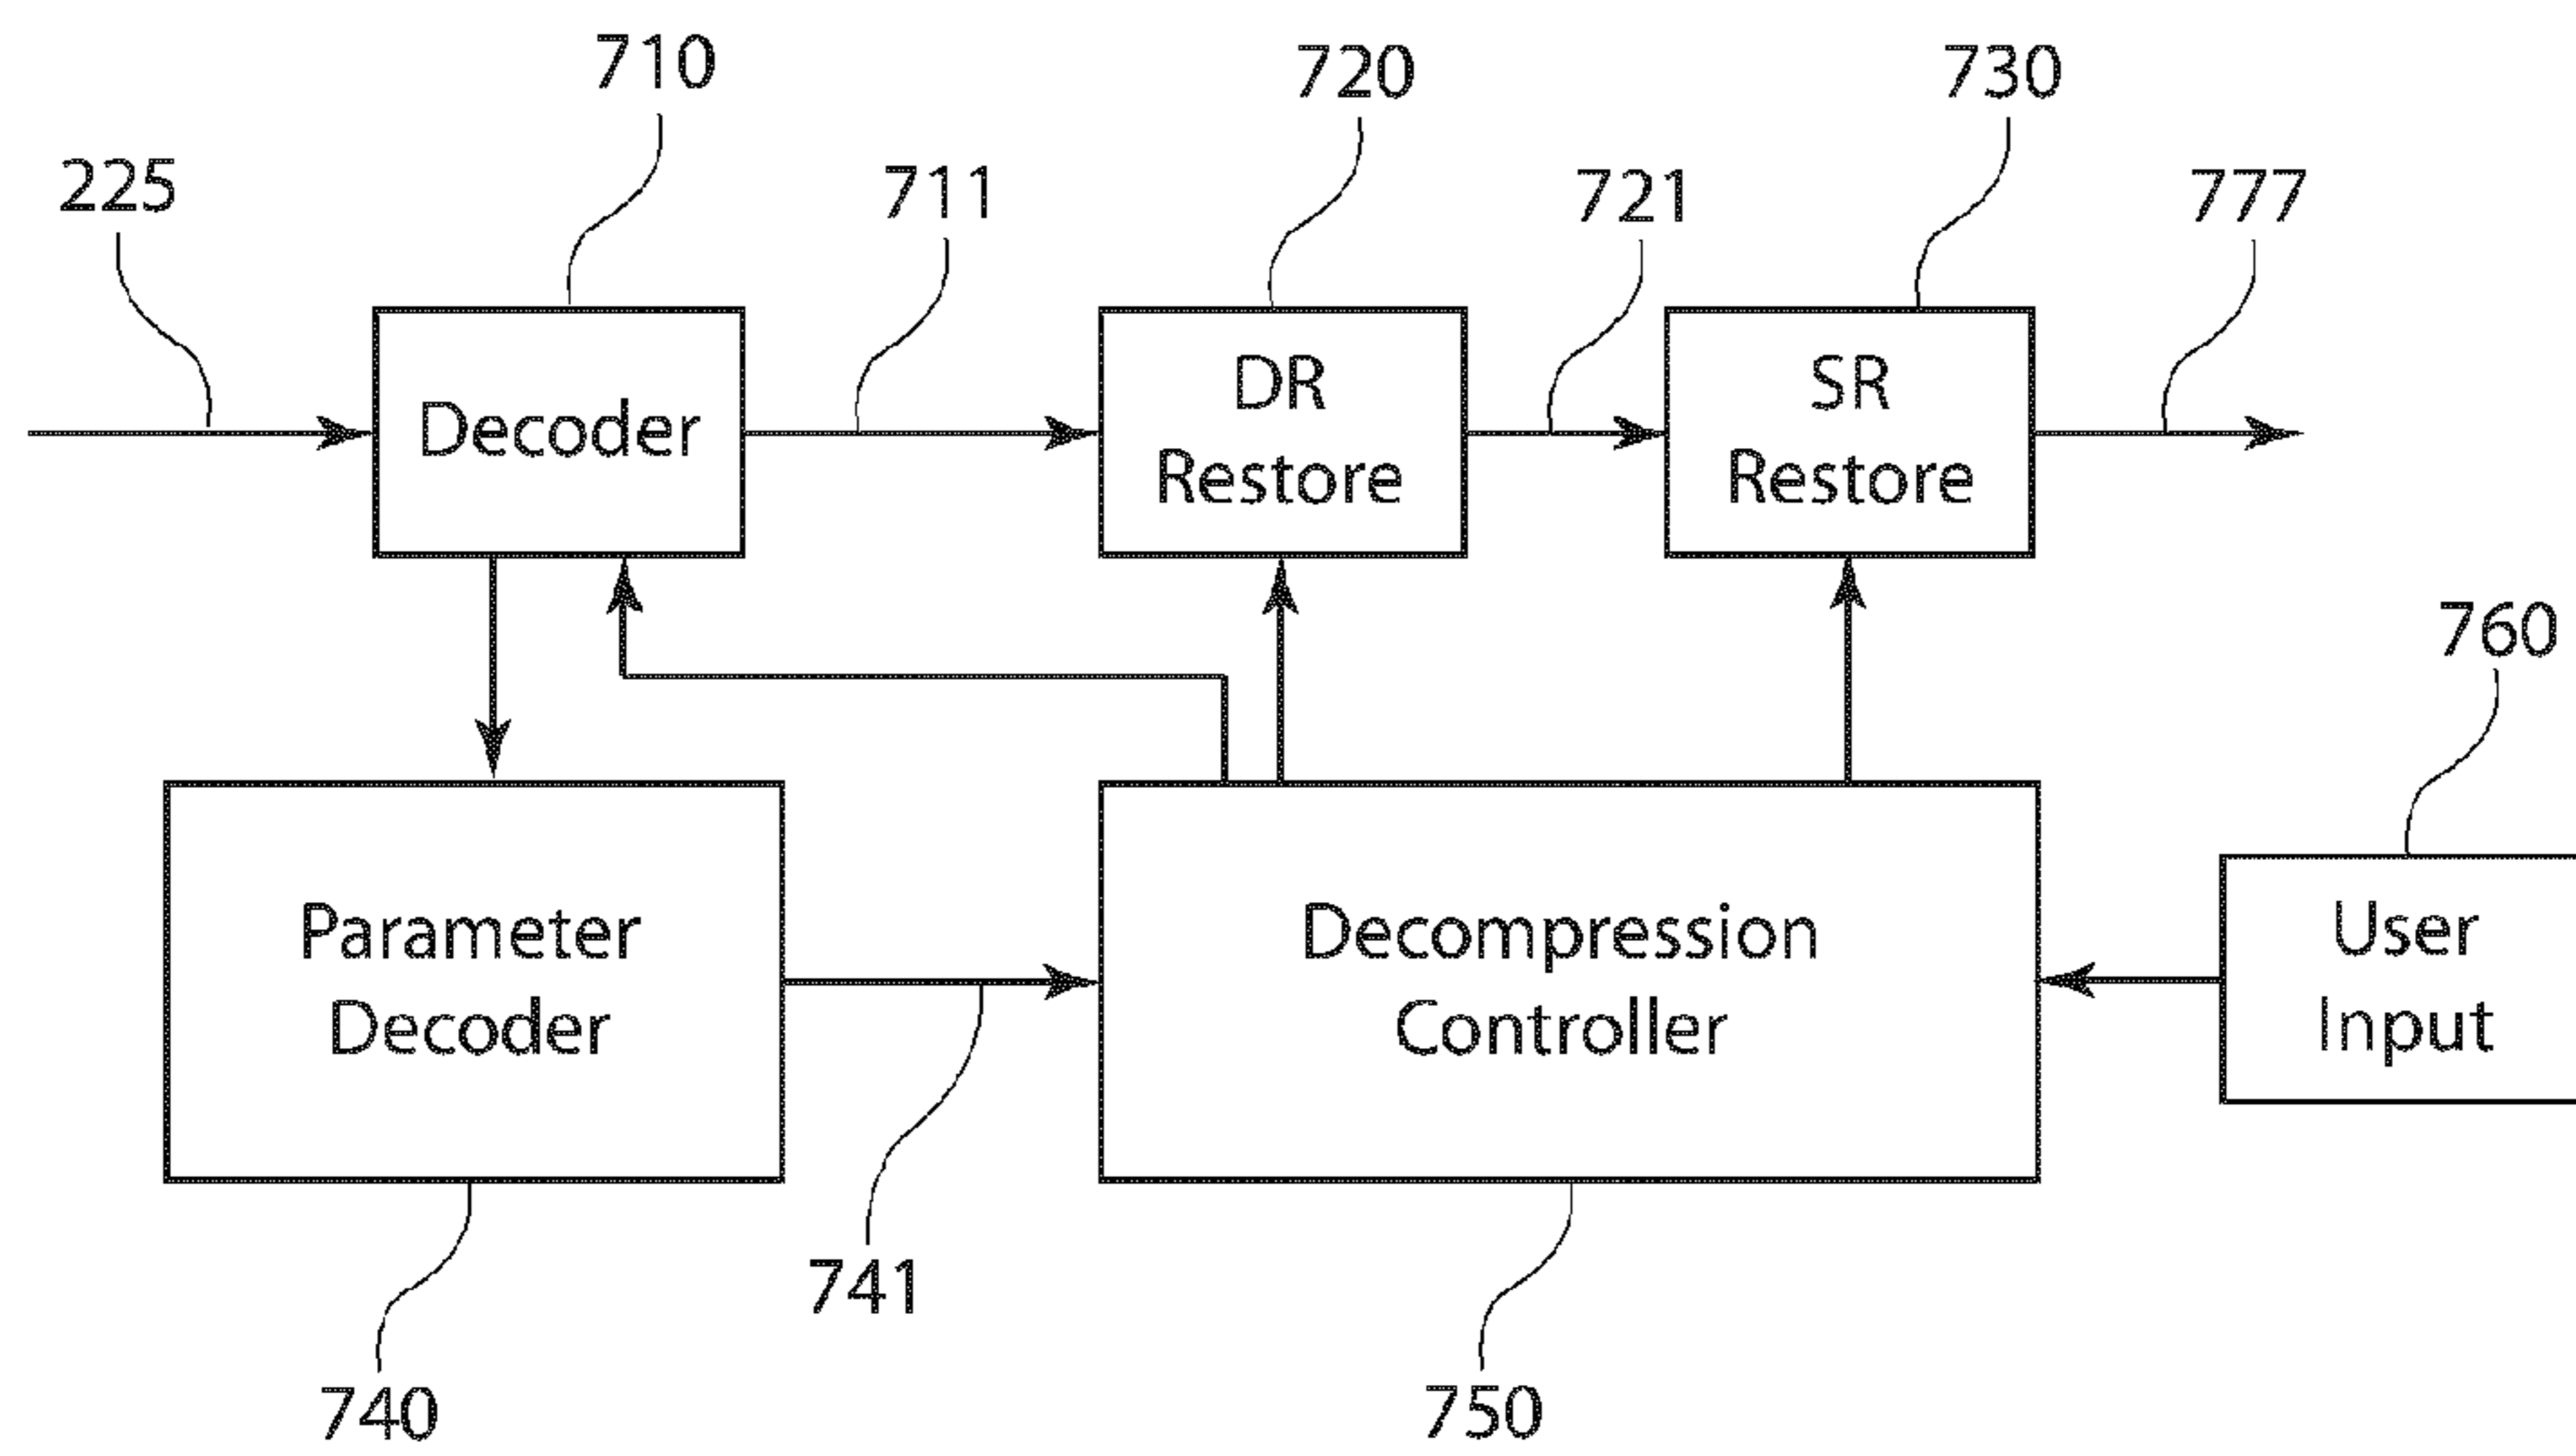 710
720
730
225
711
721
777
Decoder
DR
Restore
SR
Restore
760
Parameter
Decoder
Decompression
Controller
User
Input
741
740
750